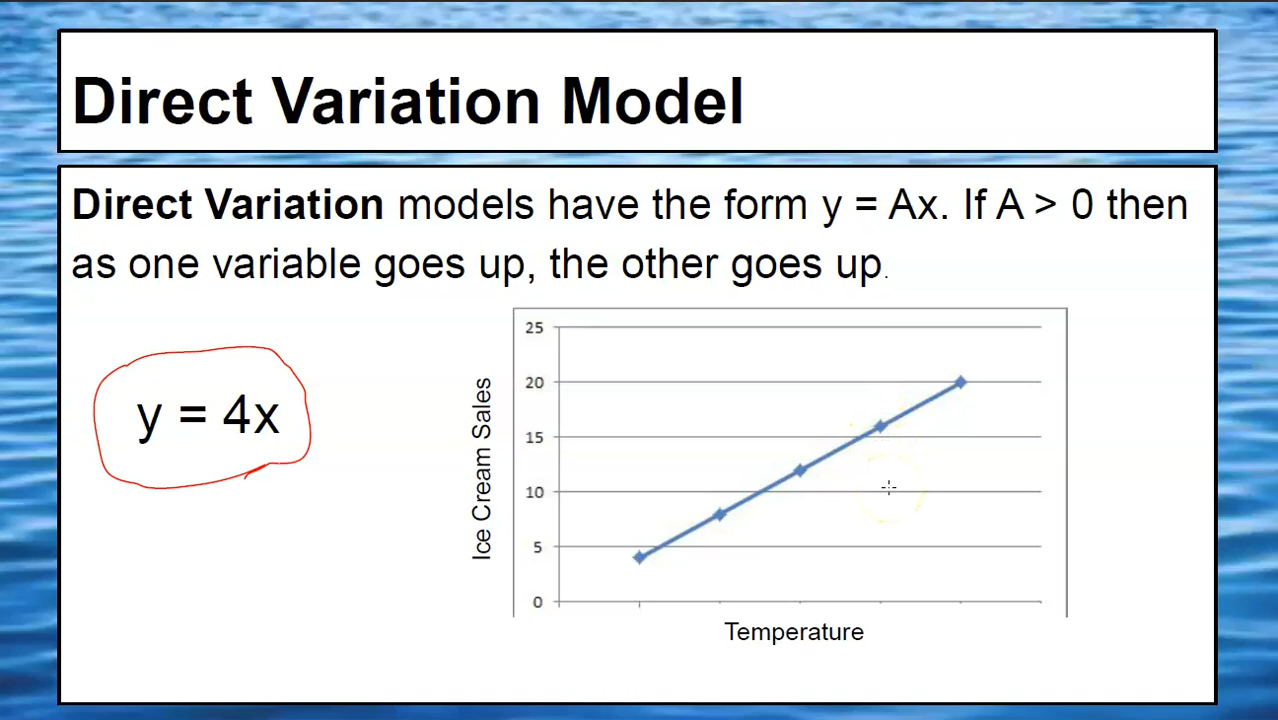 Direct Variation Model
Direct Variation models have the form y = Ax. If A > 0 then
as one variable goes up, the other goes up.
y = 4x
Ice Cream Sales
25
20
15
10
5
0
Temperature